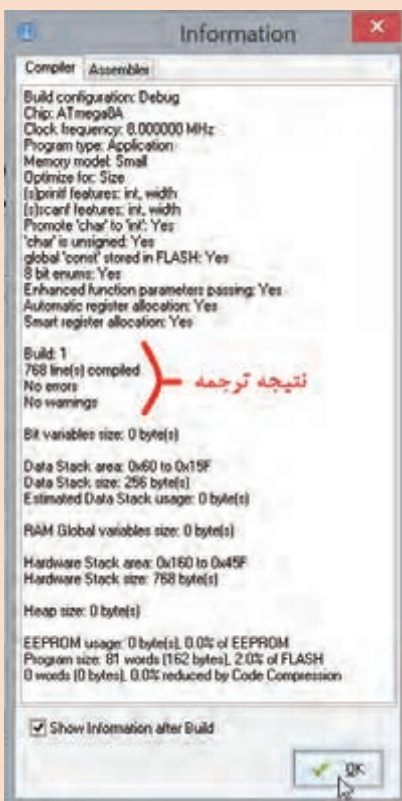 Information
Compiler Assembler
Build configuration: Debug
Chip: ATmega8A
Clock frequency: 8.000000 MHz
Program type: Application
Memory model: Small
Optimize for: Size
(s)printf features: int, width
(s)scanf features: int, width
Promote 'char' to 'int': Yes
'char' is unsigned: Yes
global 'const' stored in FLASH: Yes
8 bit enums: Yes
Enhanced function parameters passing: Yes
Automatic register allocation: Yes
Smart register allocation: Yes
Build: 1
768 line(s) compiled
No errors
No warnings
نتیجه ترجمه
Bit variables size: 0 byte(s)
Data Stack area: 0x60 to 0x15F
Data Stack size: 256 byte(s)
Estimated Data Stack usage: 0 byte(s)
RAM Global variables size: 0 byte(s)
Hardware Stack area: 0x160 to 0x45F
Hardware Stack size: 768 byte(s)
Heap size: 0 byte(s)
EEPROM usage: 0 byte(s), 0.0% of EEPROM
Program size: 81 words (162 bytes), 2.0% of FLASH
0 words (0 bytes), 0.0% reduced by Code Compression
Show Information after Build
OK